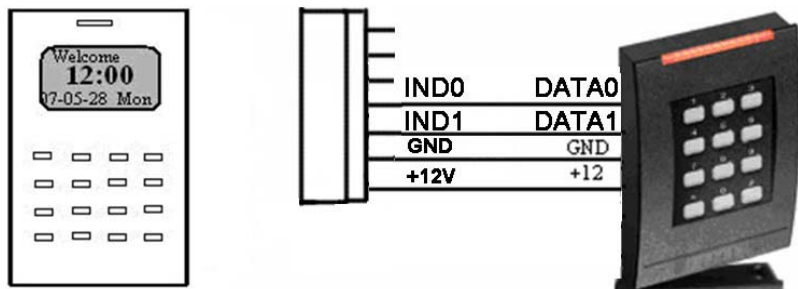 Welcome
12:00
07-05-28 Mon
IND0 DATA0
IND1 DATA1
GND GND
+12V +12